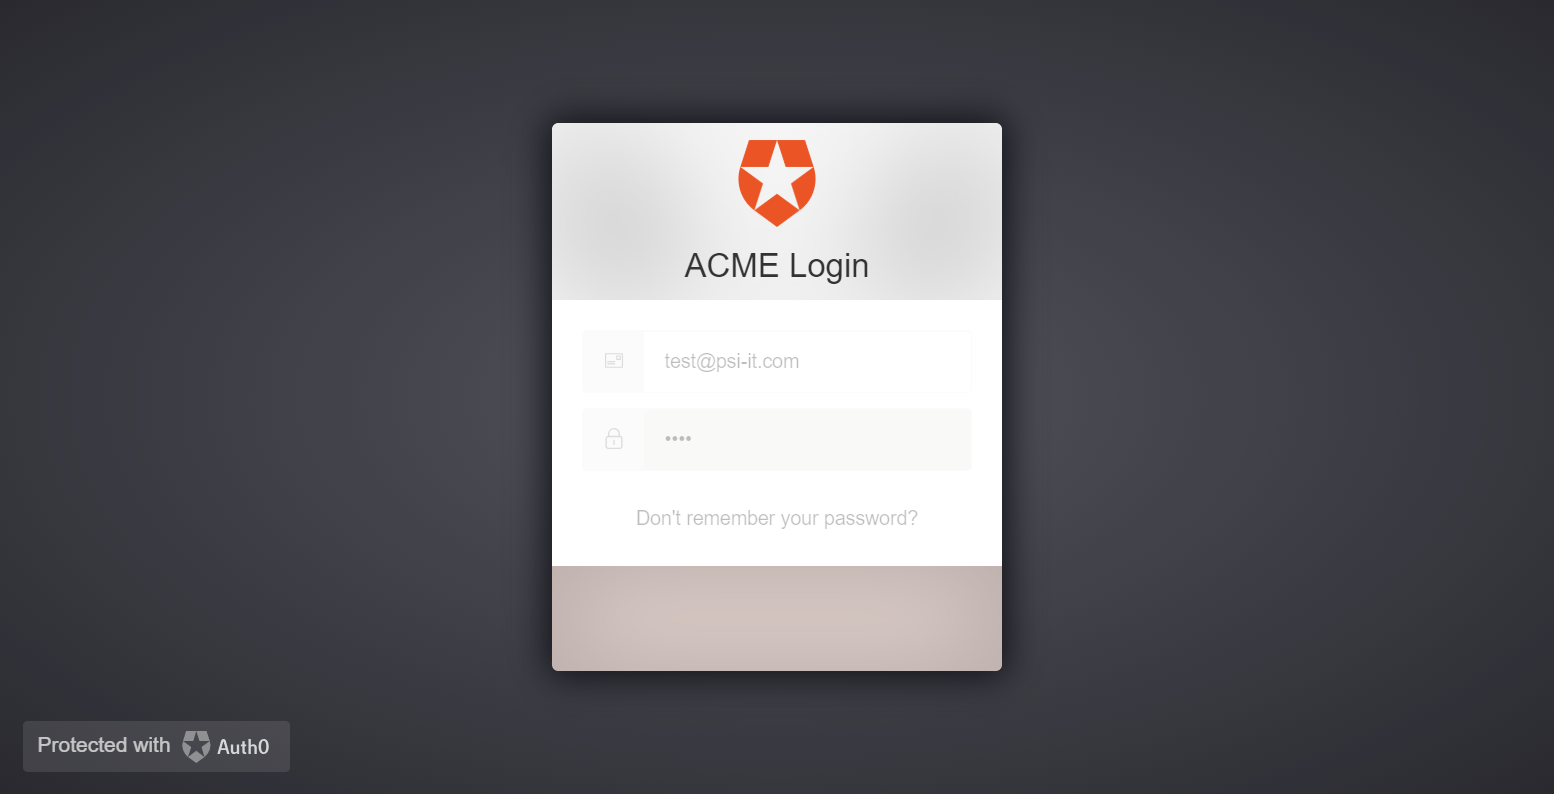 ACME Login
test@psi-it.com
••••
Don't remember your password?
Protected with Auth0